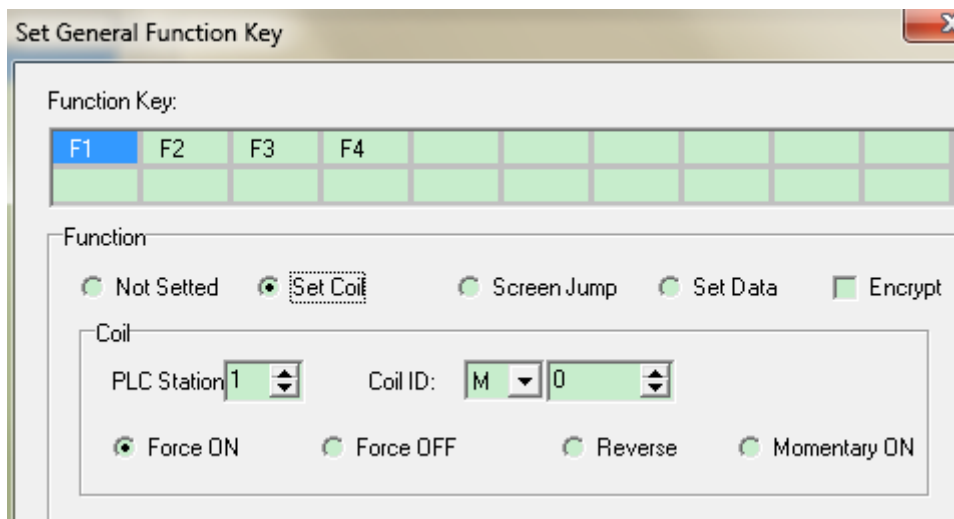 Set General Function Key
Function Key:
F1 F2 F3 F4
Function
Not Setted Set Coil Screen Jump Set Data Encrypt
Coil
PLC Station 1 Coil ID: M 0
Force ON Force OFF Reverse Momentary ON